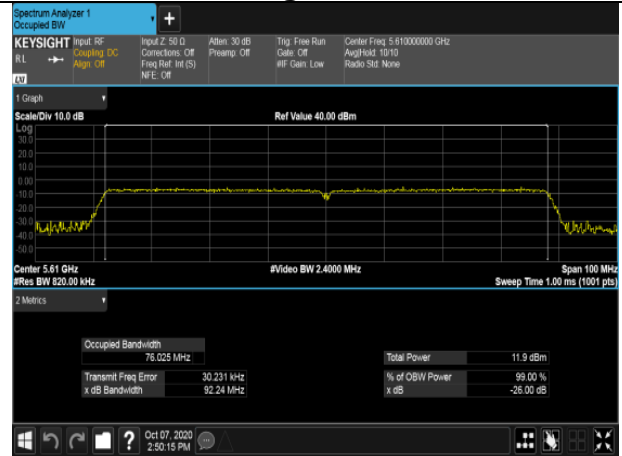 Spectrum Analyzer 1
Occupied BW
KEYSIGHT Input: RF Input Z: 50 Ω Atten: 30 dB Trig: Free Run Center Freq: 5.610000000 GHz
RL Coupling: DC Corrections: Off Preamp: Off Gate: Off Avg|Hold: 10/10
Align: Off Freq Ref: Int (S) #IF Gain: Low Radio Std: None
LXI NFE: Off
1 Graph
Scale/Div 10.0 dB Ref Value 40.00 dBm
Log
30.0
20.0
10.0
0.00
-10.0
-20.0
-30.0
-40.0
-50.0
Center 5.61 GHz #Video BW 2.4000 MHz Span 100 MHz
#Res BW 820.00 kHz Sweep Time 1.00 ms (1001 pts)
2 Metrics
Occupied Bandwidth
76.025 MHz Total Power 11.9 dBm
Transmit Freq Error 30.231 kHz % of OBW Power 99.00 %
x dB Bandwidth 92.24 MHz x dB -26.00 dB
? Oct 07, 2020
2:50:15 PM